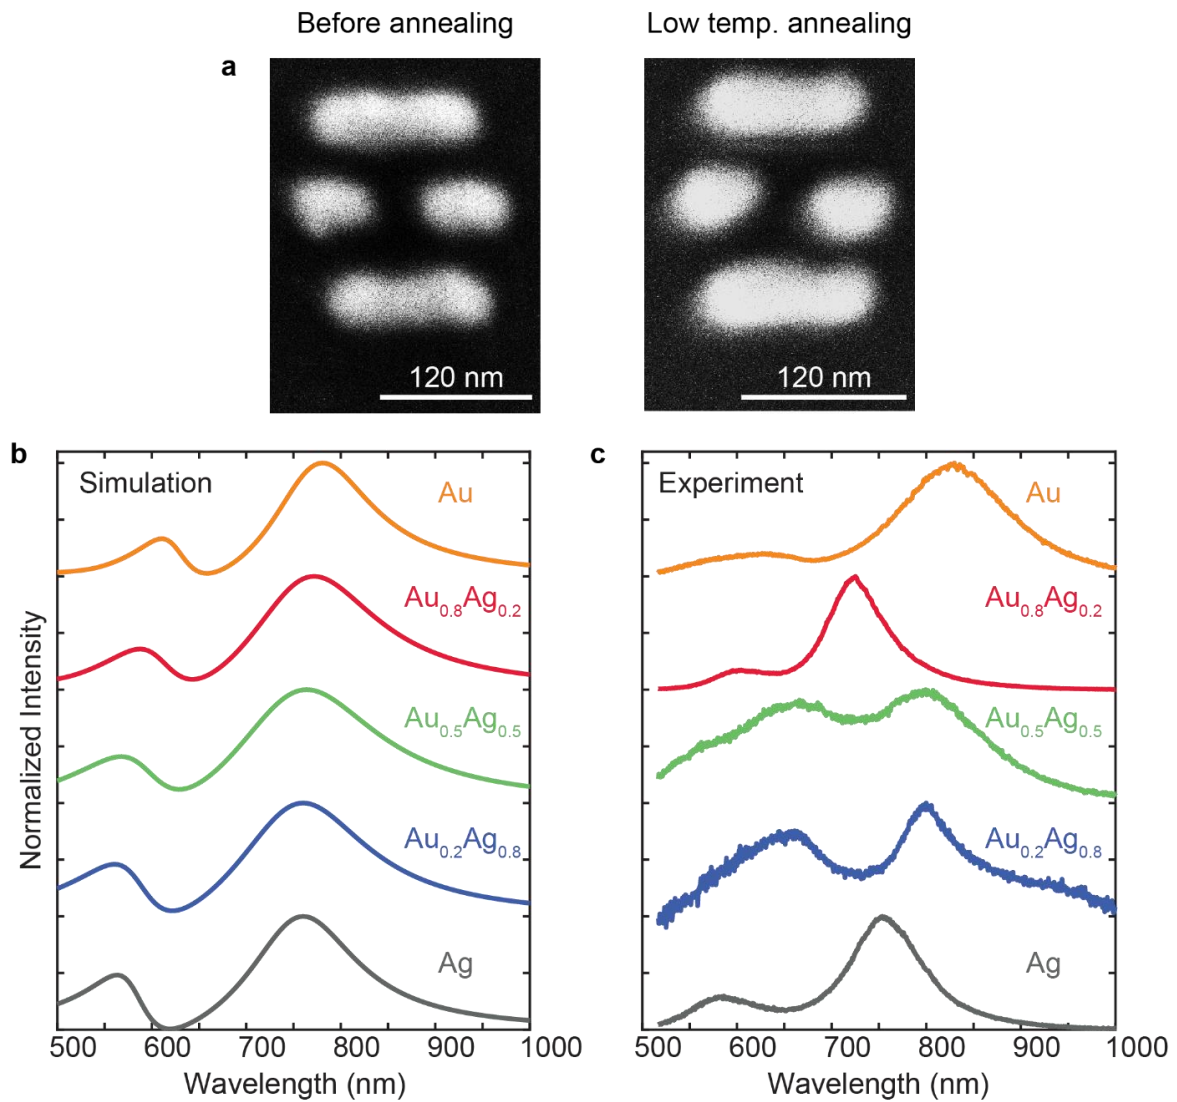 Before annealing
Low temp. annealing
a
120 nm
120 nm
b
Simulation
Au
Au0.8Ag0.2
Au0.5Ag0.5
Au0.2Ag0.8
Ag
Normalized Intensity
500 600 700 800 900 1000
Wavelength (nm)
c
Experiment
Au
Au0.8Ag0.2
Au0.5Ag0.5
Au0.2Ag0.8
Ag
500 600 700 800 900 1000
Wavelength (nm)